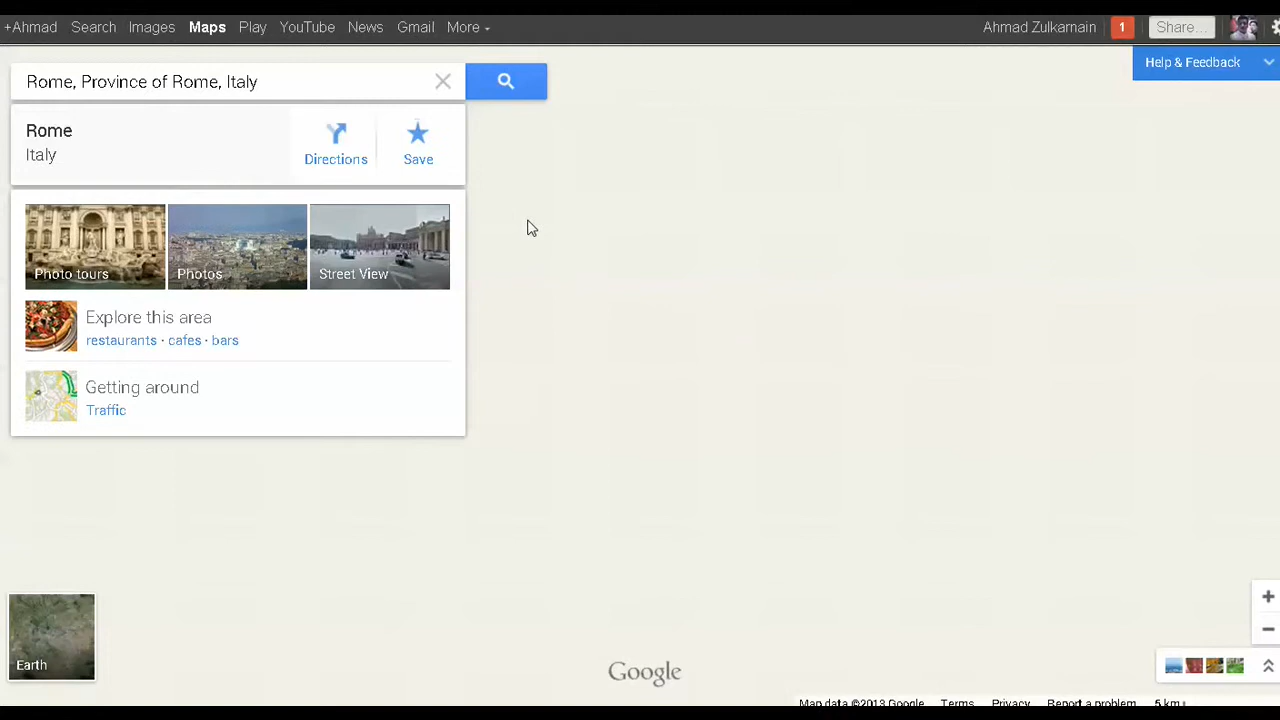 +Ahmad Search Images Maps Play YouTube News Gmail More Ahmad Zulkarnain 1 Share...
Help & Feedback
Rome, Province of Rome, Italy
Rome
Italy
Directions Save
Photo tours Photos Street View
Explore this area
restaurants · cafes · bars
Getting around
Traffic
Earth
Google
Map data ©2013 Google Terms Privacy Report a problem 5 km